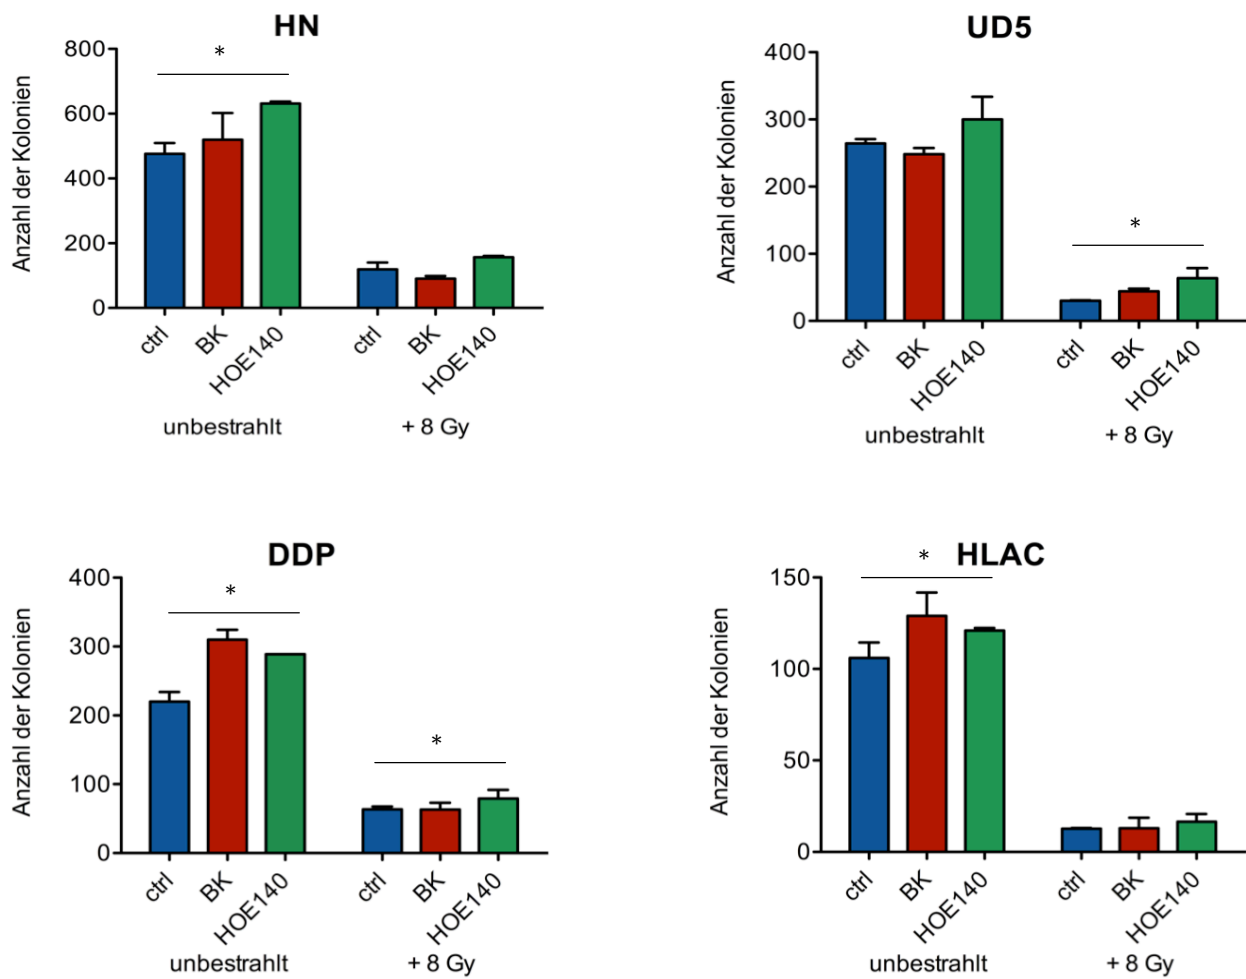 HN
*
800
600
400
200
0
Anzahl der Kolonien
ctrl
BK
HOE140
ctrl
BK
HOE140
unbestrahlt
+ 8 Gy
UD5
400
300
200
100
0
*
Anzahl der Kolonien
ctrl
BK
HOE140
ctrl
BK
HOE140
unbestrahlt
+ 8 Gy
DDP
400
300
200
100
0
*
*
Anzahl der Kolonien
ctrl
BK
HOE140
ctrl
BK
HOE140
unbestrahlt
+ 8 Gy
HLAC
*
150
100
50
0
Anzahl der Kolonien
ctrl
BK
HOE140
ctrl
BK
HOE140
unbestrahlt
+ 8 Gy